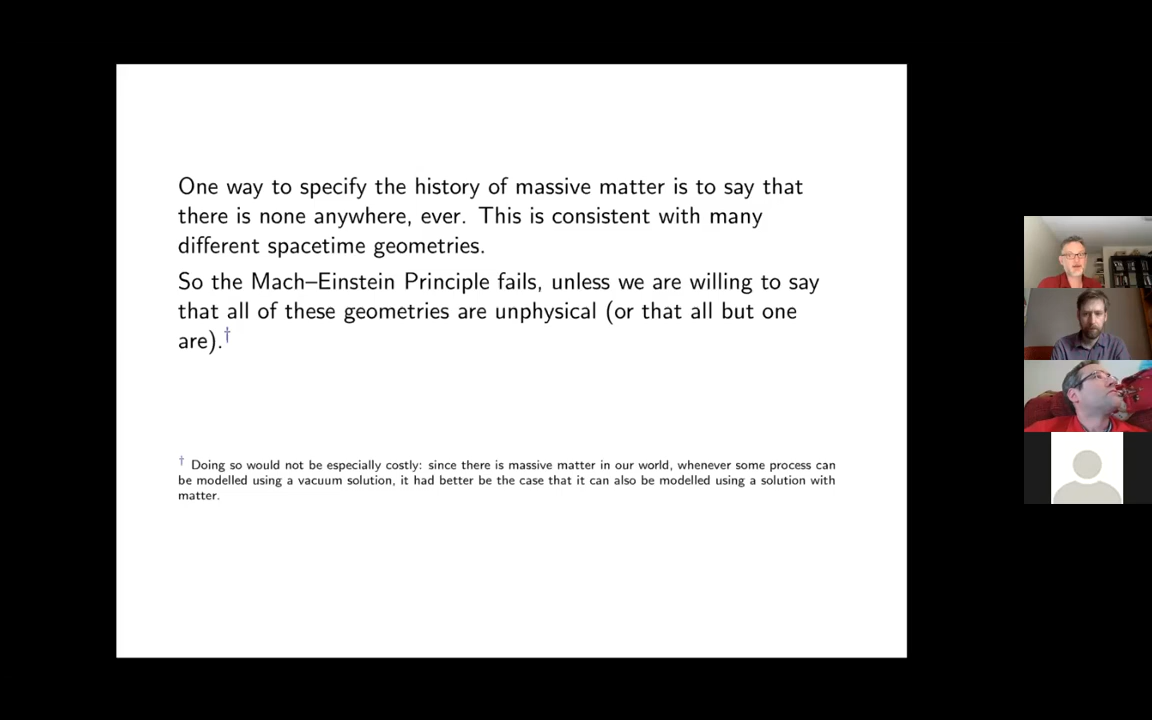 One way to specify the history of massive matter is to say that
there is none anywhere, ever. This is consistent with many
different spacetime geometries.
So the Mach–Einstein Principle fails, unless we are willing to say
that all of these geometries are unphysical (or that all but one
are).†
† Doing so would not be especially costly: since there is massive matter in our world, whenever some process can
be modelled using a vacuum solution, it had better be the case that it can also be modelled using a solution with
matter.